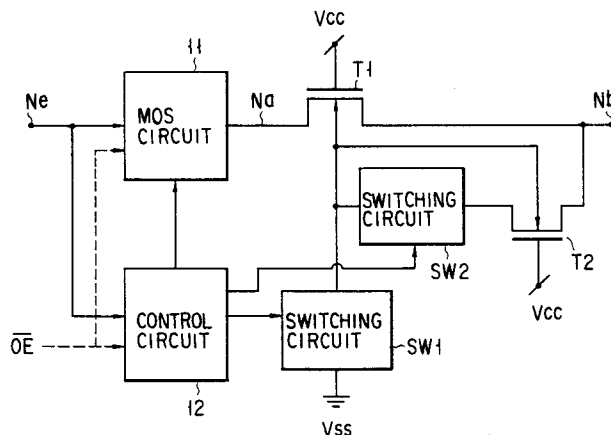 Vcc
11
T1
Ne
MOS
CIRCUIT
Na
Nb
SWITCHING
CIRCUIT
SW2
T2
Vcc
OE
CONTROL
CIRCUIT
SWITCHING
CIRCUIT
SW1
12
Vss